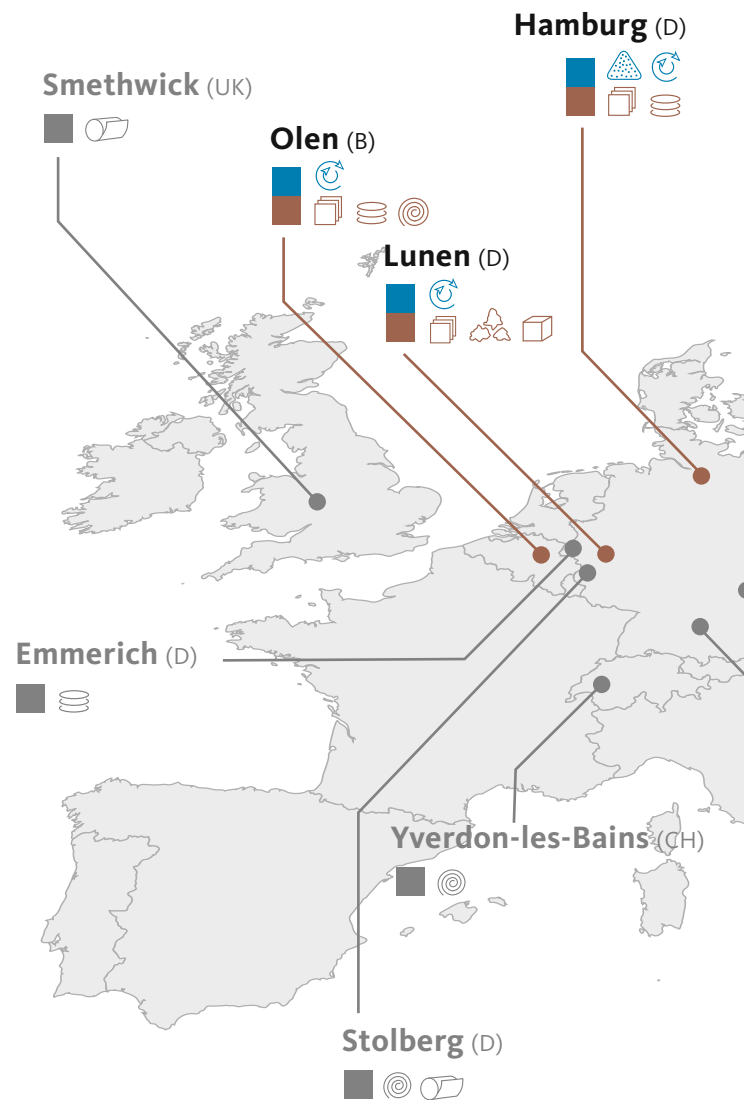 Hamburg (D)
Smethwick (UK)
Olen (B)
Lunen (D)
Emmerich (D)
Yverdon-les-Bains (CH)
Stolberg (D)